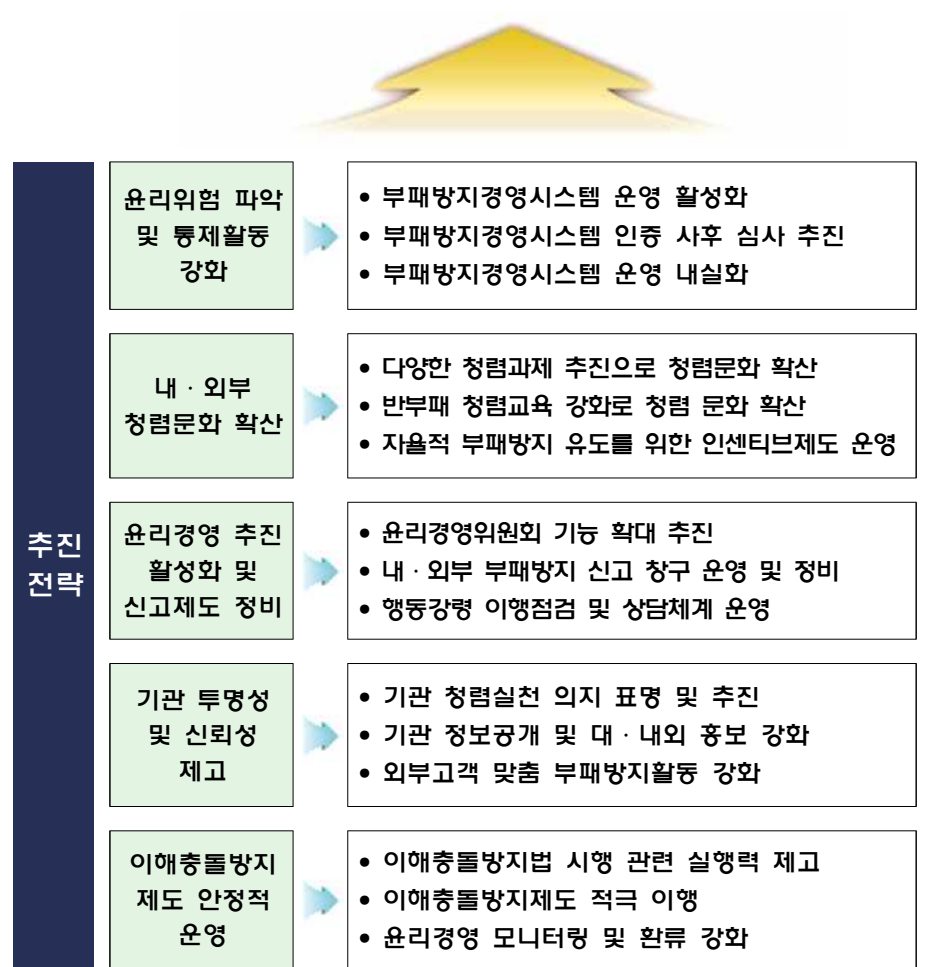 추진
전략
윤리위험 파악
및 통제활동
강화
• 부패방지경영시스템 운영 활성화
• 부패방지경영시스템 인증 사후 심사 추진
• 부패방지경영시스템 운영 내실화
내 · 외부
청렴문화 확산
• 다양한 청렴과제 추진으로 청렴문화 확산
• 반부패 청렴교육 강화로 청렴 문화 확산
• 자율적 부패방지 유도를 위한 인센티브제도 운영
윤리경영 추진
활성화 및
신고제도 정비
• 윤리경영위원회 기능 확대 추진
• 내 · 외부 부패방지 신고 창구 운영 및 정비
• 행동강령 이행점검 및 상담체계 운영
기관 투명성
및 신뢰성
제고
• 기관 청렴실천 의지 표명 및 추진
• 기관 정보공개 및 대 · 내외 홍보 강화
• 외부고객 맞춤 부패방지활동 강화
이해충돌방지
제도 안정적
운영
• 이해충돌방지법 시행 관련 실행력 제고
• 이해충돌방지제도 적극 이행
• 윤리경영 모니터링 및 환류 강화